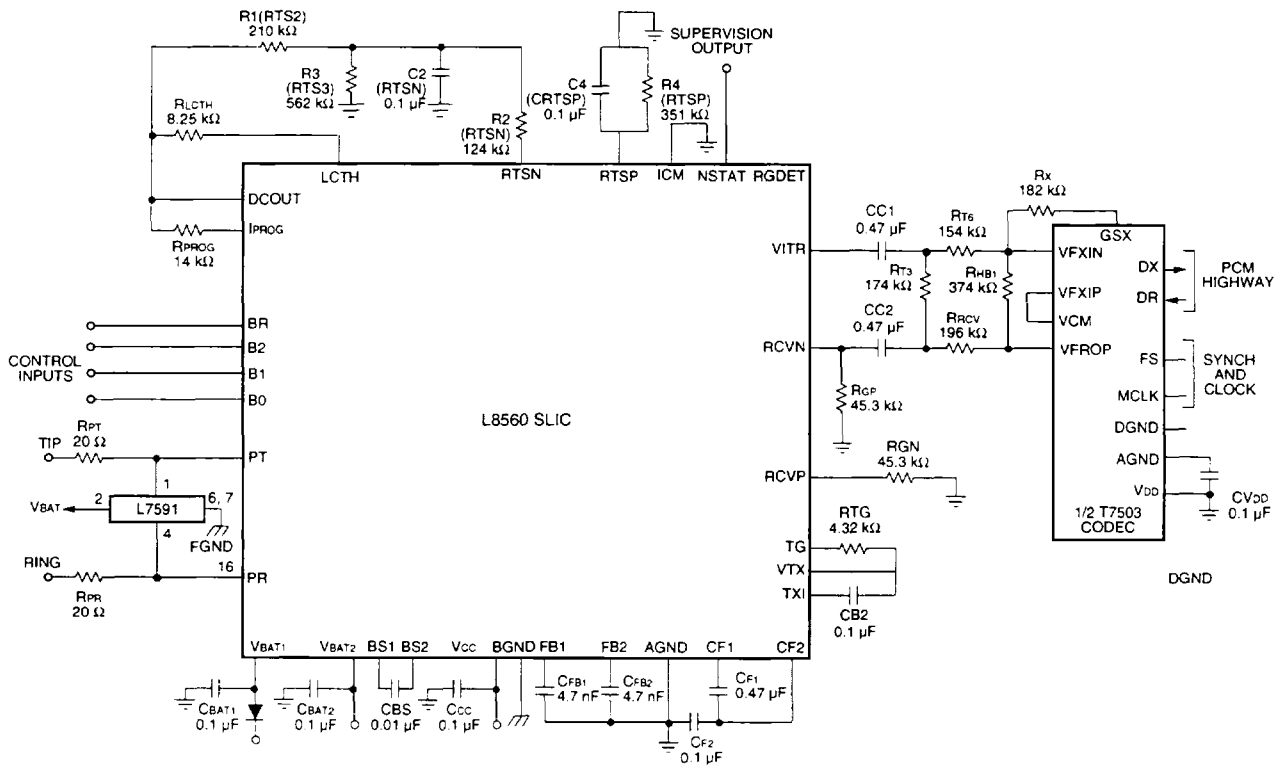 R1(RTS2)
210 kΩ
R3
(RTS3)
562 kΩ
C2
(RTSN)
0.1 µF
R2
(RTSN)
124 kΩ
C4
(CRTSP)
0.1 µF
R4
(RTSP)
351 kΩ
SUPERVISION
OUTPUT
RLCTH
8.25 kΩ
LCTH
RTSN
RTSP
ICM
NSTAT
RGDET
DCOUT
IPROG
RPROG
14 kΩ
VITR
CC1
0.47 µF
RT6
154 kΩ
RX
182 kΩ
GSX
VFXIN
DX
PCM
HIGHWAY
DR
RT3
174 kΩ
RHB1
374 kΩ
VFXIP
VCM
CC2
0.47 µF
RRCV
196 kΩ
RCVN
VFROP
FS
SYNCH
AND
CLOCK
MCLK
DGND
AGND
VDD
CVDD
0.1 µF
1/2 T7503
CODEC
DGND
CONTROL
INPUTS
BR
B2
B1
B0
L8560 SLIC
RGP
45.3 kΩ
RCVP
RGN
45.3 kΩ
RPT
20 Ω
TIP
PT
1
VBAT
2
L7591
6, 7
FGND
4
RING
16
PR
RPR
20 Ω
RTG
4.32 kΩ
TG
VTX
TXI
CB2
0.1 µF
VBAT1
VBAT2
BS1
BS2
VCC
BGND
FB1
FB2
AGND
CF1
CF2
CBAT1
0.1 µF
CBAT2
0.1 µF
CBS
0.01 µF
CCC
0.1 µF
CFB1
4.7 nF
CFB2
4.7 nF
CF1
0.47 µF
CF2
0.1 µF